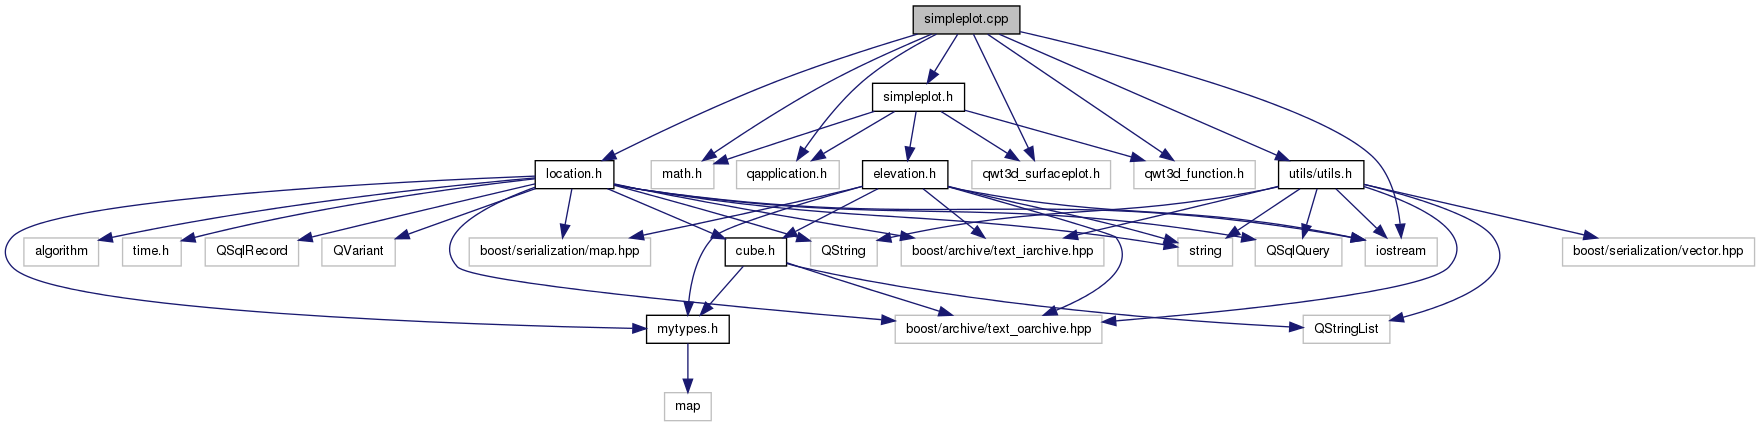 simpleplot.cpp
simpleplot.h
location.h
math.h
qapplication.h
elevation.h
qwt3d_surfaceplot.h
qwt3d_function.h
utils/utils.h
algorithm
time.h
QSqlRecord
QVariant
boost/serialization/map.hpp
cube.h
QString
boost/archive/text_iarchive.hpp
string
QSqlQuery
iostream
boost/serialization/vector.hpp
mytypes.h
boost/archive/text_oarchive.hpp
QStringList
map